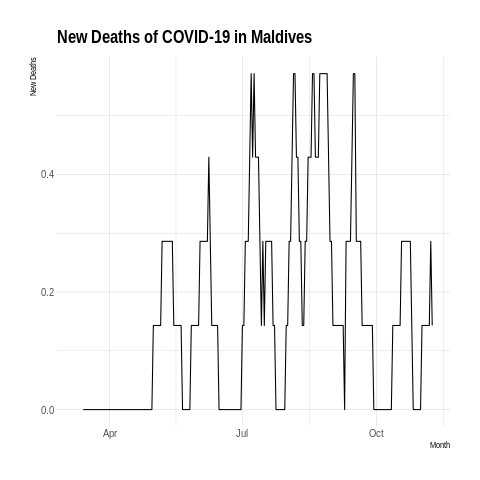 New Deaths of COVID-19 in Maldives
New Deaths
0.4
0.2
0.0
Apr Jul Oct
Month